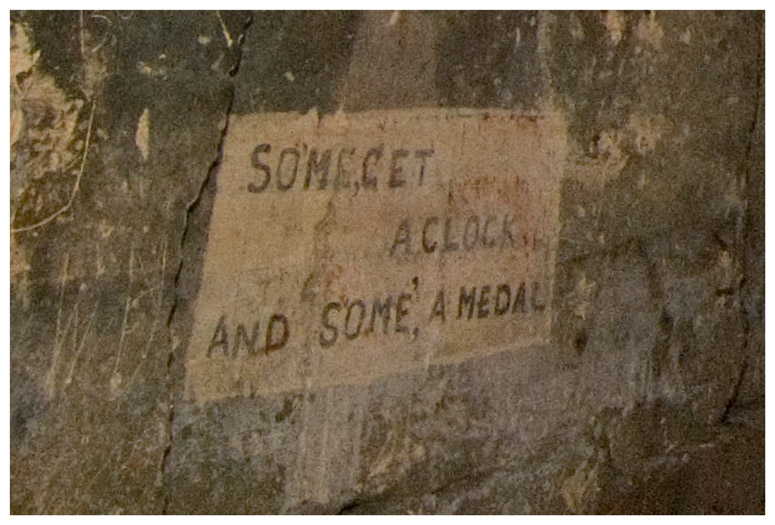 SOME, GET
A CLOCK
AND SOME, A MEDAL